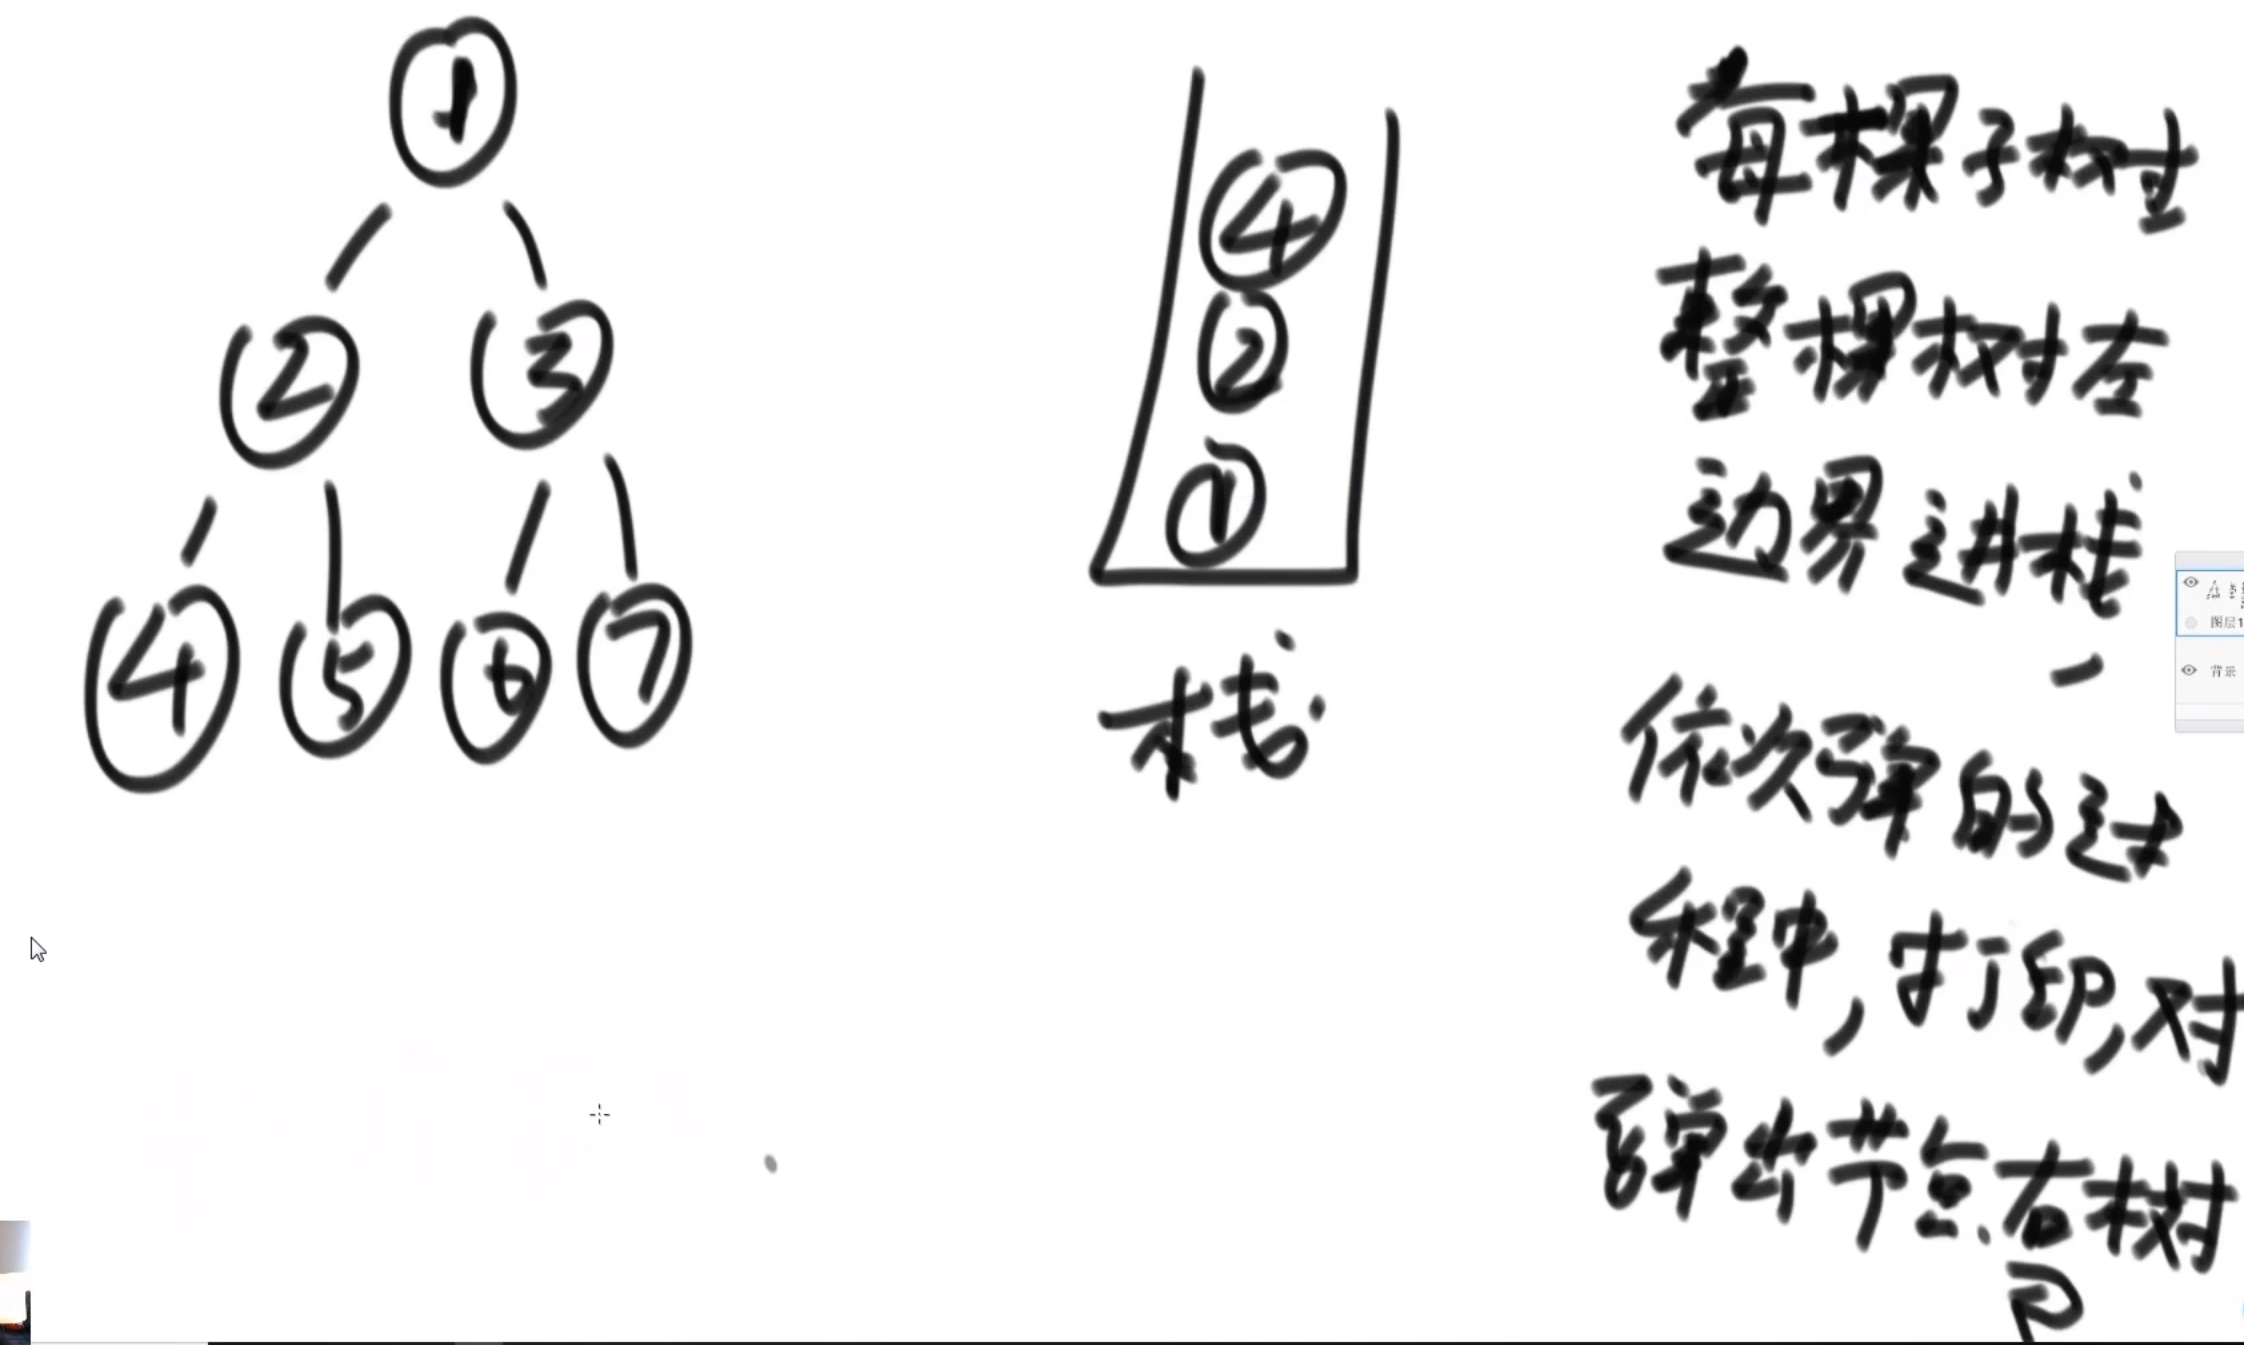 1
2 3
4 5 6 7
4
2
1
栈
每棵子树
整棵树左
边界进栈,
依次弹的过
程中,打印,对
弹出节点右树
图层1
背景